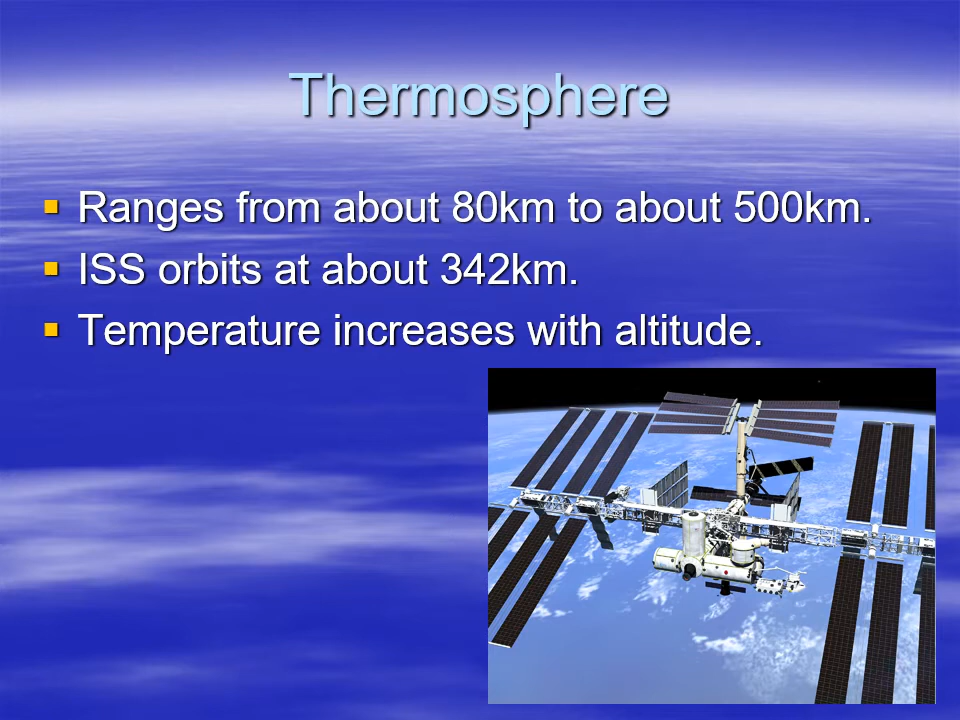 Thermosphere
Ranges from about 80km to about 500km.
ISS orbits at about 342km.
Temperature increases with altitude.